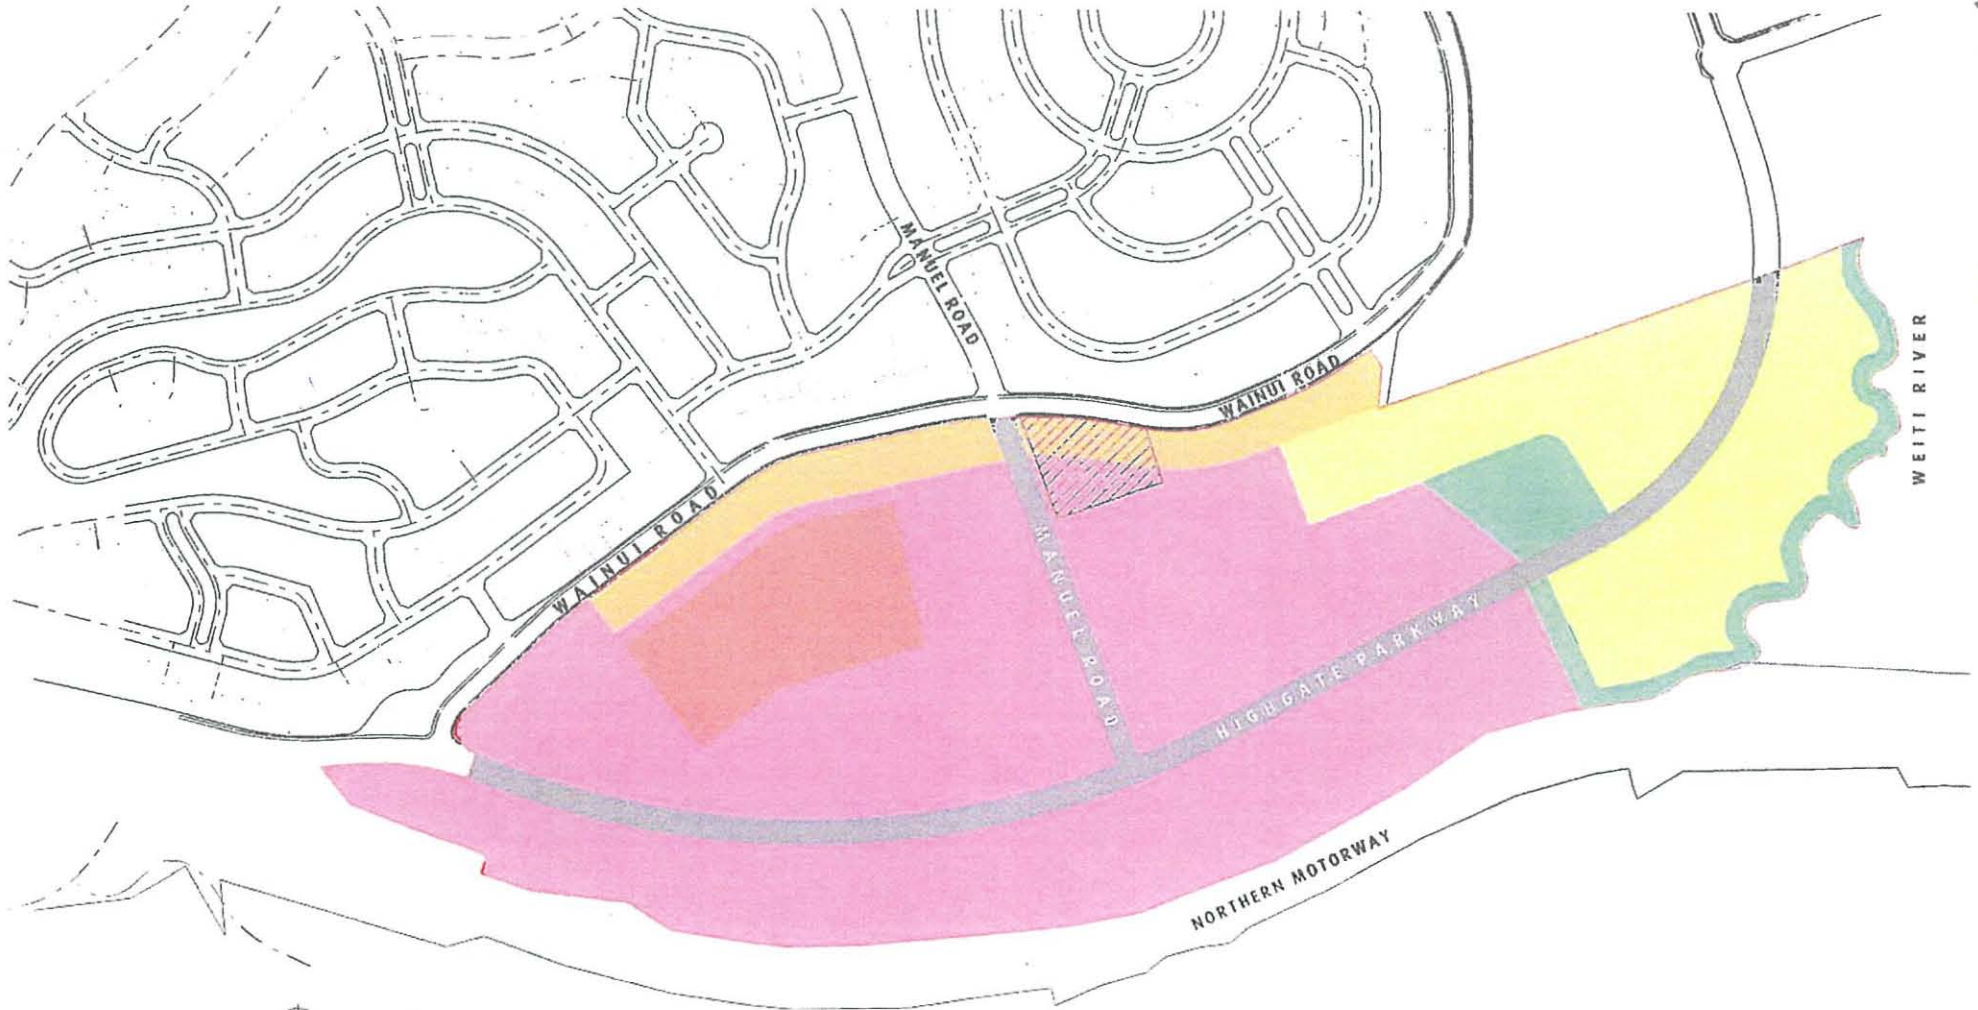 MANUEL ROAD
WAINUI ROAD
WEITI RIVER
WAINUI ROAD
MANUEL ROAD
HIGHGATE PARKWAY
NORTHERN MOTORWAY